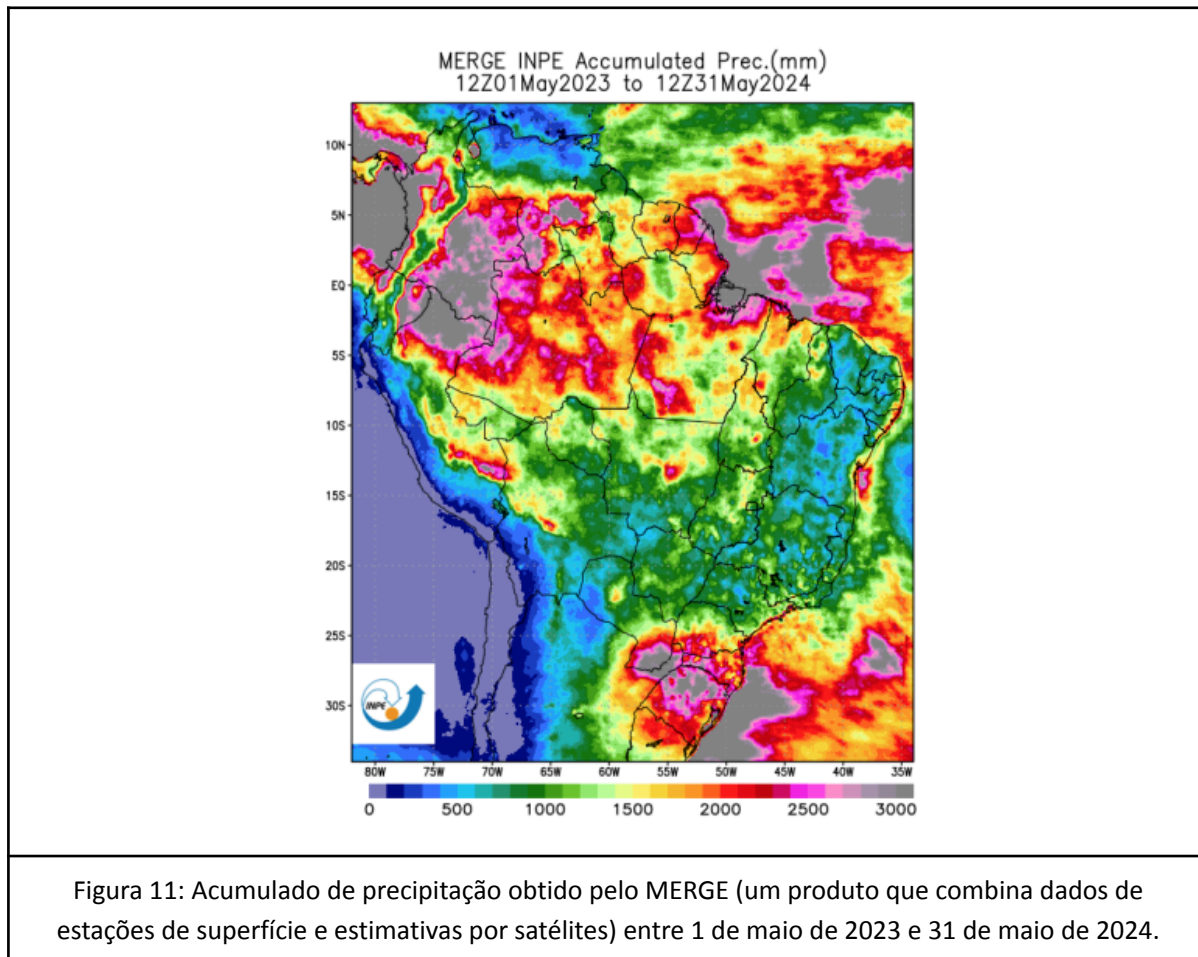 MERGE INPE Accumulated Prec.(mm)
12Z01May2023 to 12Z31May2024
10N
5N
EQ
5S
10S
15S
20S
25S
30S
INPE
80W 75W 70W 65W 60W 55W 50W 45W 40W 35W
0 500 1000 1500 2000 2500 3000
Figura 11: Acumulado de precipitação obtido pelo MERGE (um produto que combina dados de
estações de superfície e estimativas por satélites) entre 1 de maio de 2023 e 31 de maio de 2024.